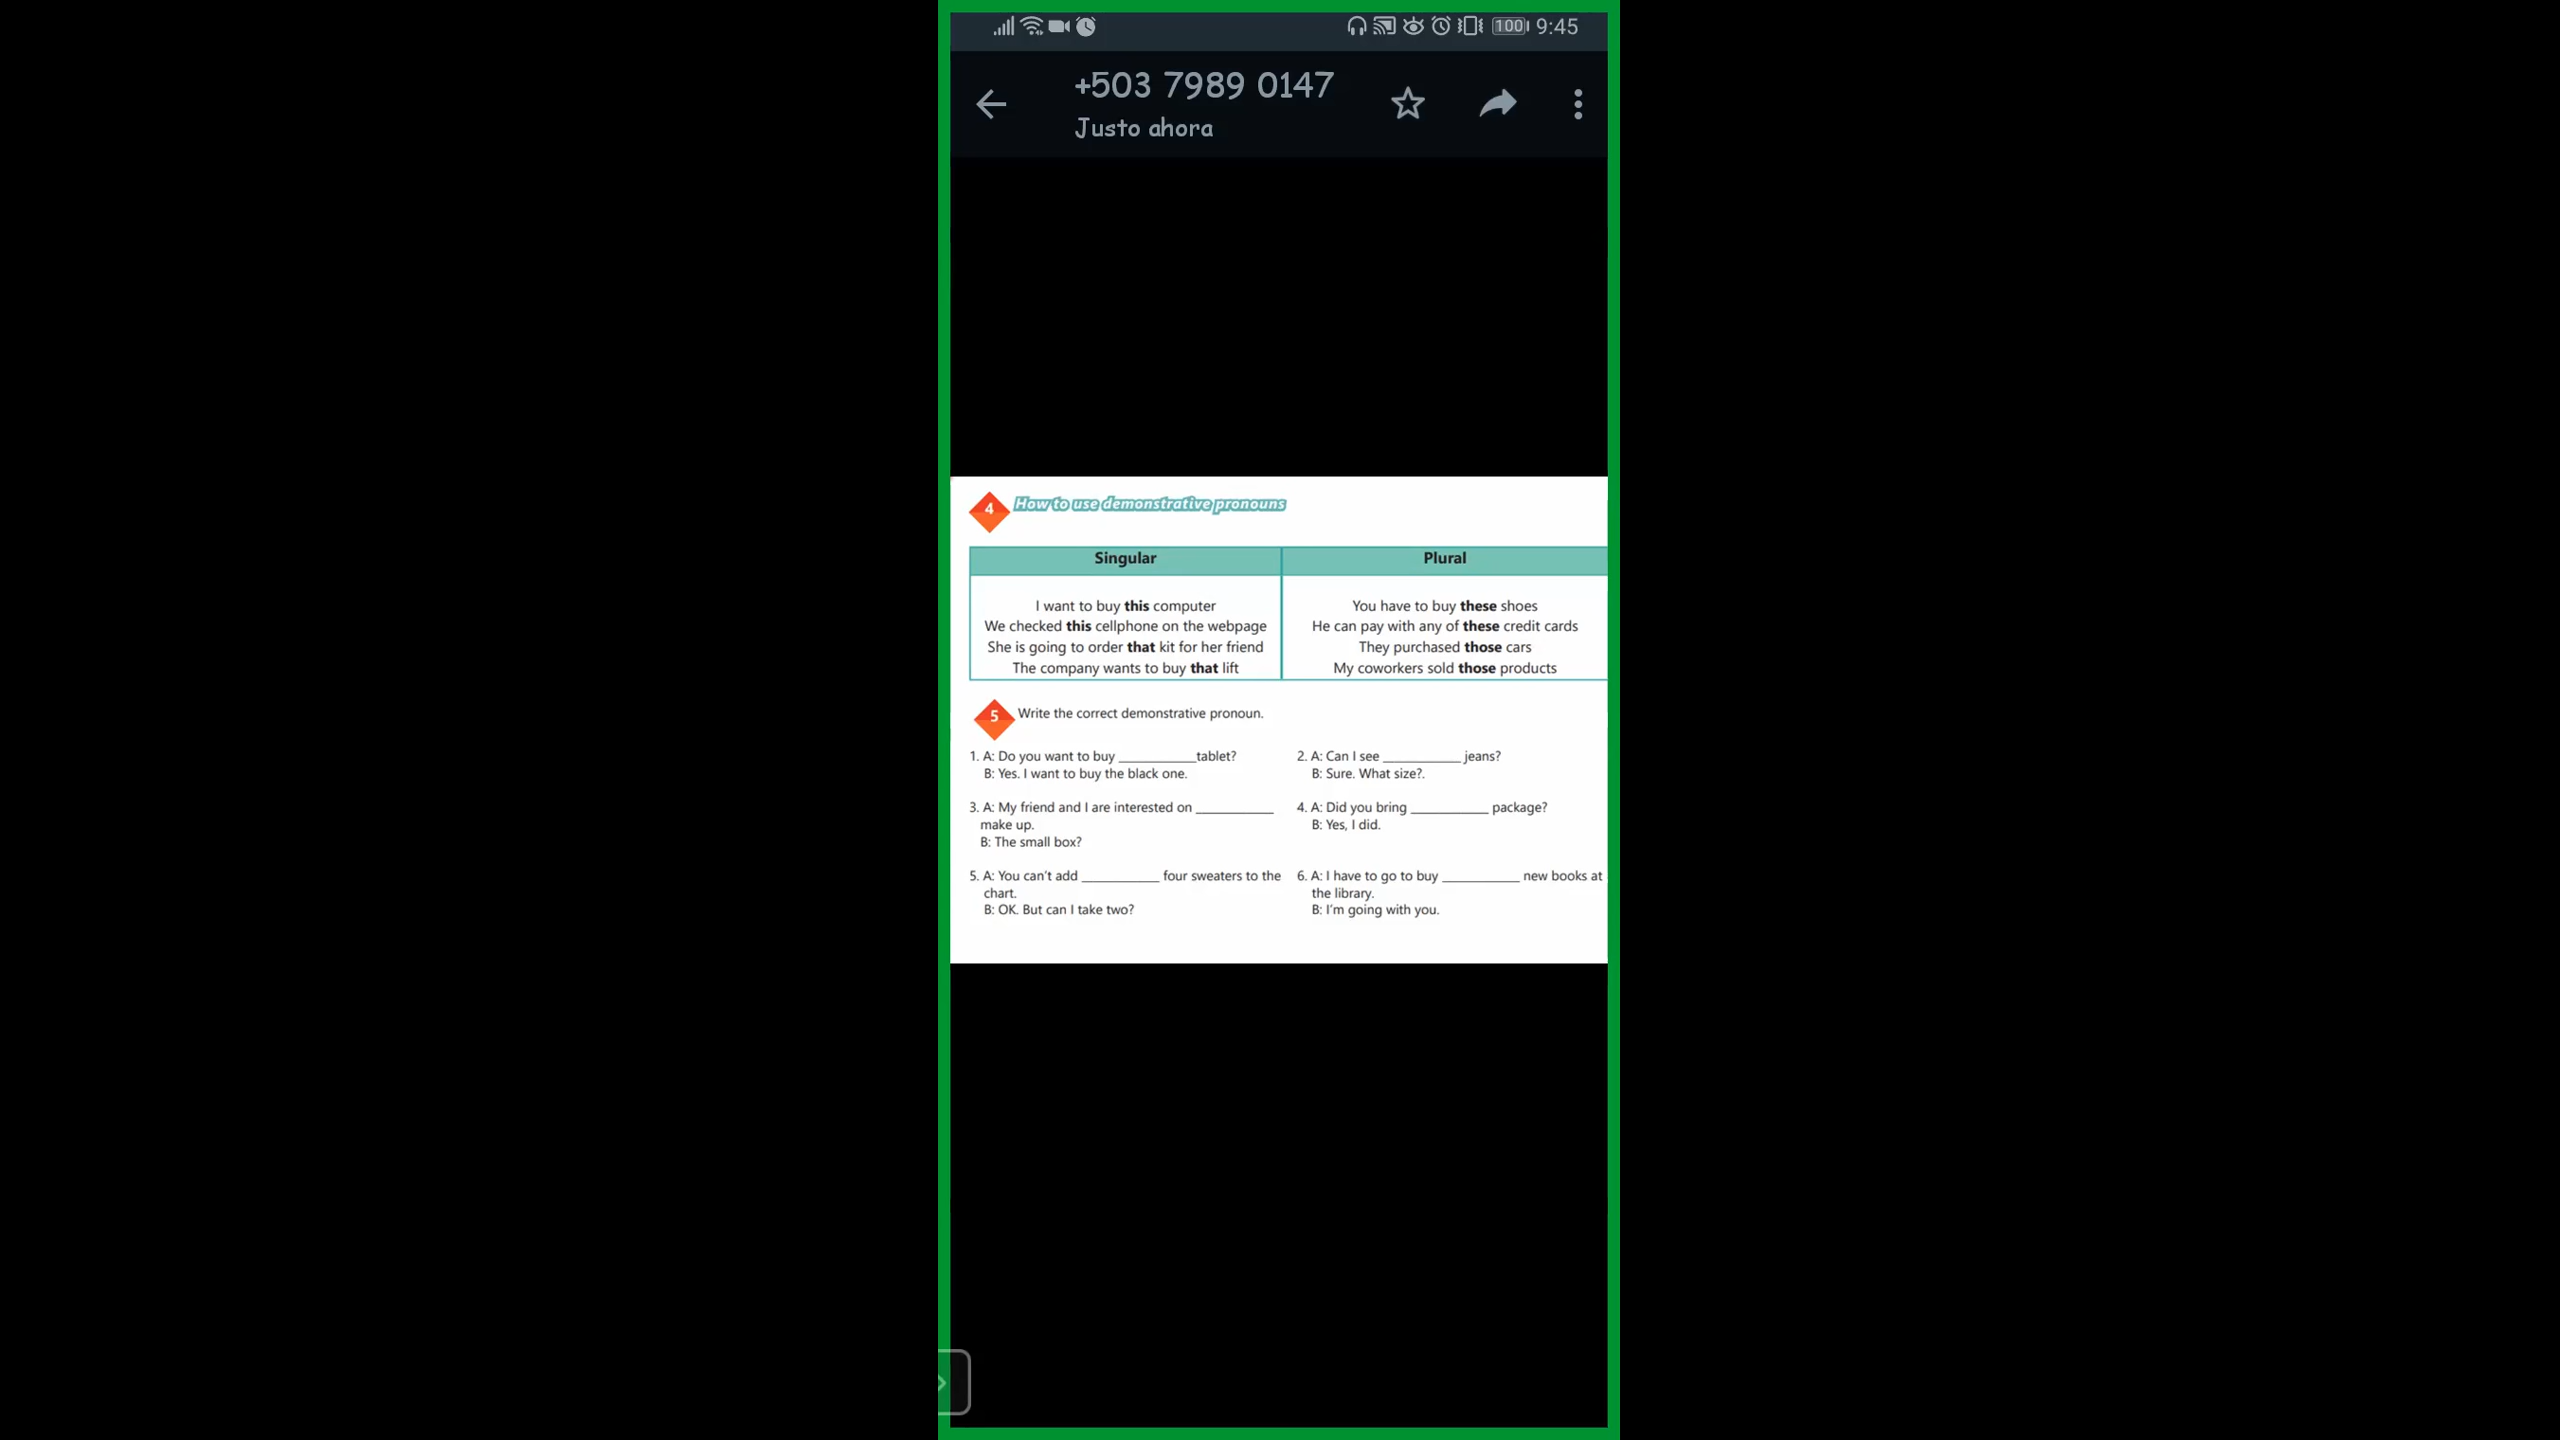 100 9:45
+503 7989 0147
Justo ahora
4 How to use demonstrative pronouns
Singular Plural
I want to buy this computer You have to buy these shoes
We checked this cellphone on the webpage He can pay with any of these credit cards
She is going to order that kit for her friend They purchased those cars
The company wants to buy that lift My coworkers sold those products
5 Write the correct demonstrative pronoun.
1. A: Do you want to buy __________tablet?
B: Yes. I want to buy the black one.
2. A: Can I see __________ jeans?
B: Sure. What size?.
3. A: My friend and I are interested on __________
make up.
B: The small box?
4. A: Did you bring __________ package?
B: Yes, I did.
5. A: You can't add __________ four sweaters to the
chart.
B: OK. But can I take two?
6. A: I have to go to buy __________ new books at
the library.
B: I'm going with you.